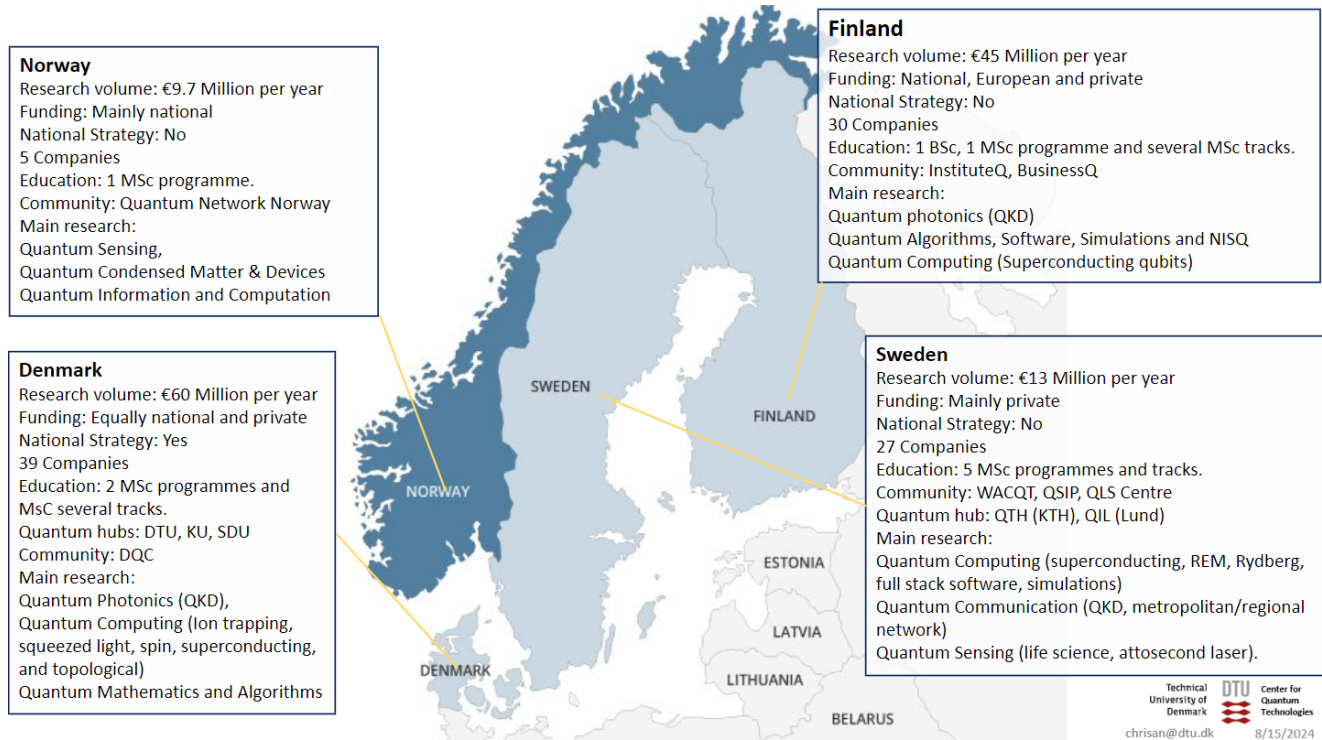 Norway
Research volume: €9.7 Million per year
Funding: Mainly national
National Strategy: No
5 Companies
Education: 1 MSc programme.
Community: Quantum Network Norway
Main research:
Quantum Sensing,
Quantum Condensed Matter & Devices
Quantum Information and Computation
Finland
Research volume: €45 Million per year
Funding: National, European and private
National Strategy: No
30 Companies
Education: 1 BSc, 1 MSc programme and several MSc tracks.
Community: InstituteQ, BusinessQ
Main research:
Quantum photonics (QKD)
Quantum Algorithms, Software, Simulations and NISQ
Quantum Computing (Superconducting qubits)
Denmark
Research volume: €60 Million per year
Funding: Equally national and private
National Strategy: Yes
39 Companies
Education: 2 MSc programmes and
MsC several tracks.
Quantum hubs: DTU, KU, SDU
Community: DQC
Main research:
Quantum Photonics (QKD),
Quantum Computing (Ion trapping,
squeezed light, spin, superconducting,
and topological)
Quantum Mathematics and Algorithms
Sweden
Research volume: €13 Million per year
Funding: Mainly private
National Strategy: No
27 Companies
Education: 5 MSc programmes and tracks.
Community: WACQT, QSIP, QLS Centre
Quantum hub: QTH (KTH), QIL (Lund)
Main research:
Quantum Computing (superconducting, REM, Rydberg,
full stack software, simulations)
Quantum Communication (QKD, metropolitan/regional
network)
Quantum Sensing (life science, attosecond laser).
SWEDEN
FINLAND
NORWAY
ESTONIA
LATVIA
DENMARK
LITHUANIA
BELARUS
Technical
University of
Denmark
DTU
Center for
Quantum
Technologies
chrisan@dtu.dk
8/15/2024